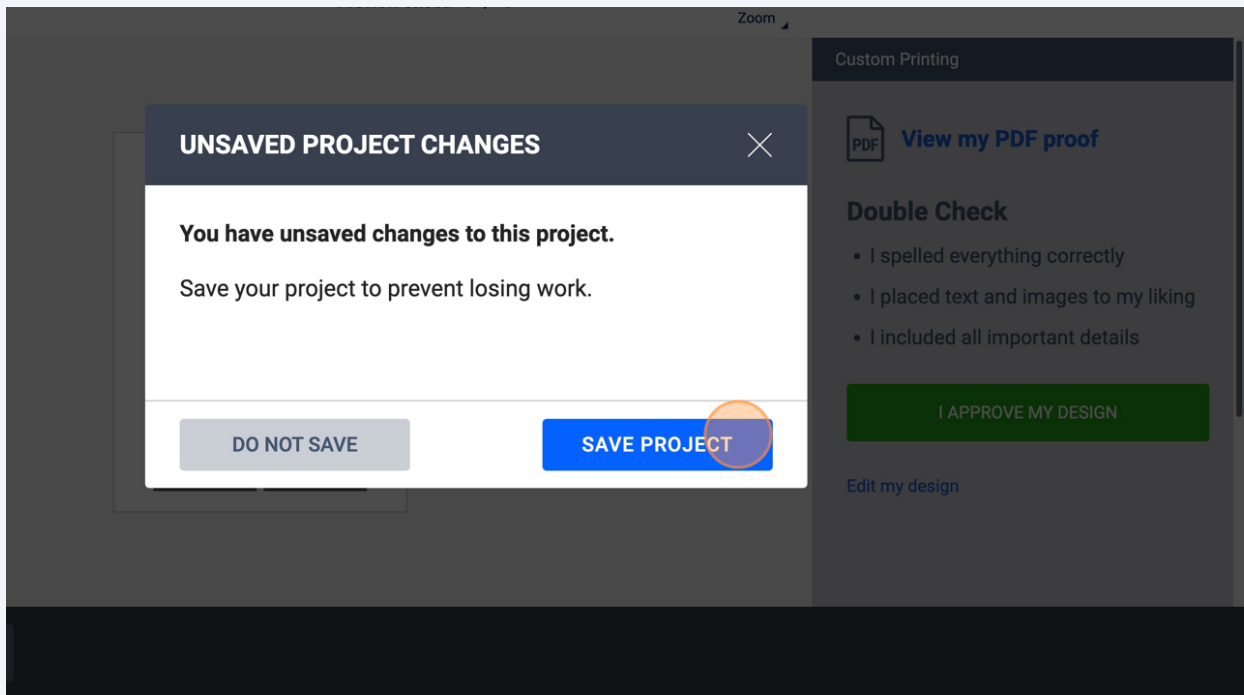 Zoom
Custom Printing
UNSAVED PROJECT CHANGES
PDF
View my PDF proof
You have unsaved changes to this project.
Save your project to prevent losing work.
Double Check
• I spelled everything correctly
• I placed text and images to my liking
• I included all important details
DO NOT SAVE
SAVE PROJECT
I APPROVE MY DESIGN
Edit my design